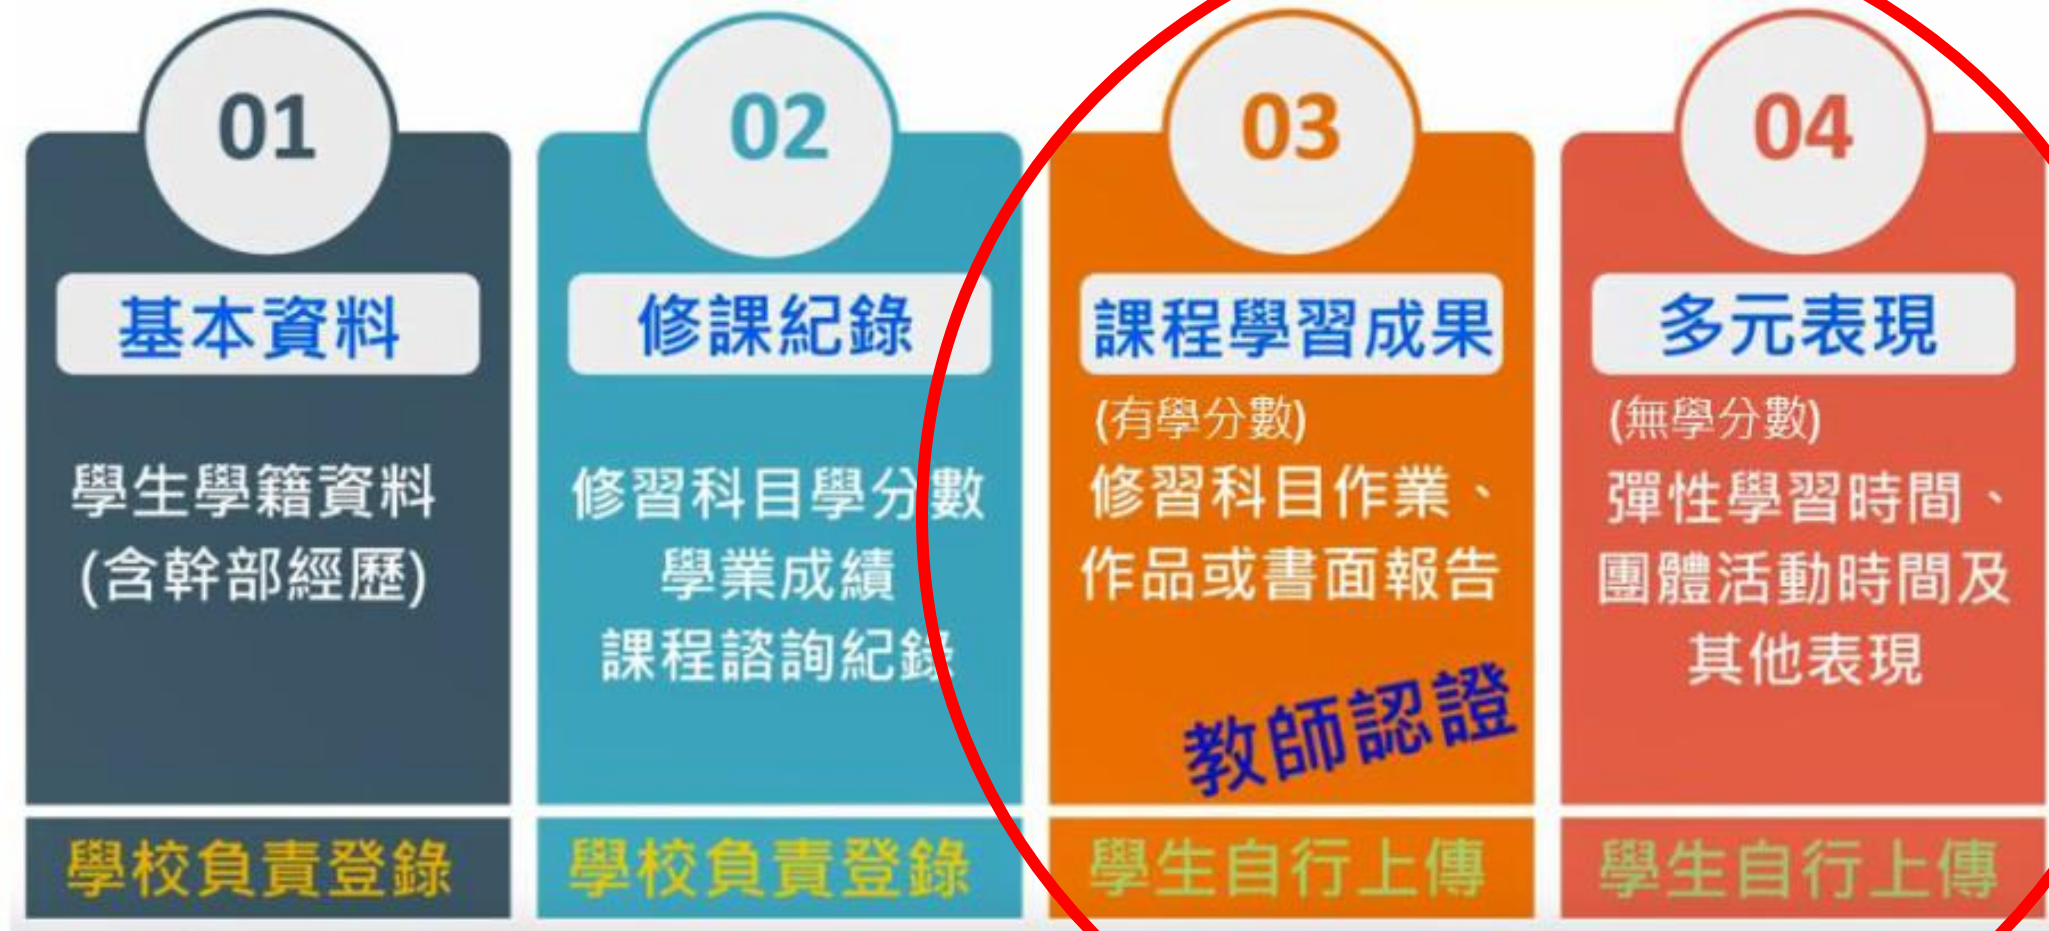 01
基本資料
學生學籍資料
(含幹部經歷)
學校負責登錄
02
修課紀錄
修習科目學分數
學業成績
課程諮詢紀錄
學校負責登錄
03
課程學習成果
(有學分數)
修習科目作業、
作品或書面報告
教師認證
學生自行上傳
04
多元表現
(無學分數)
彈性學習時間、
團體活動時間及
其他表現
學生自行上傳